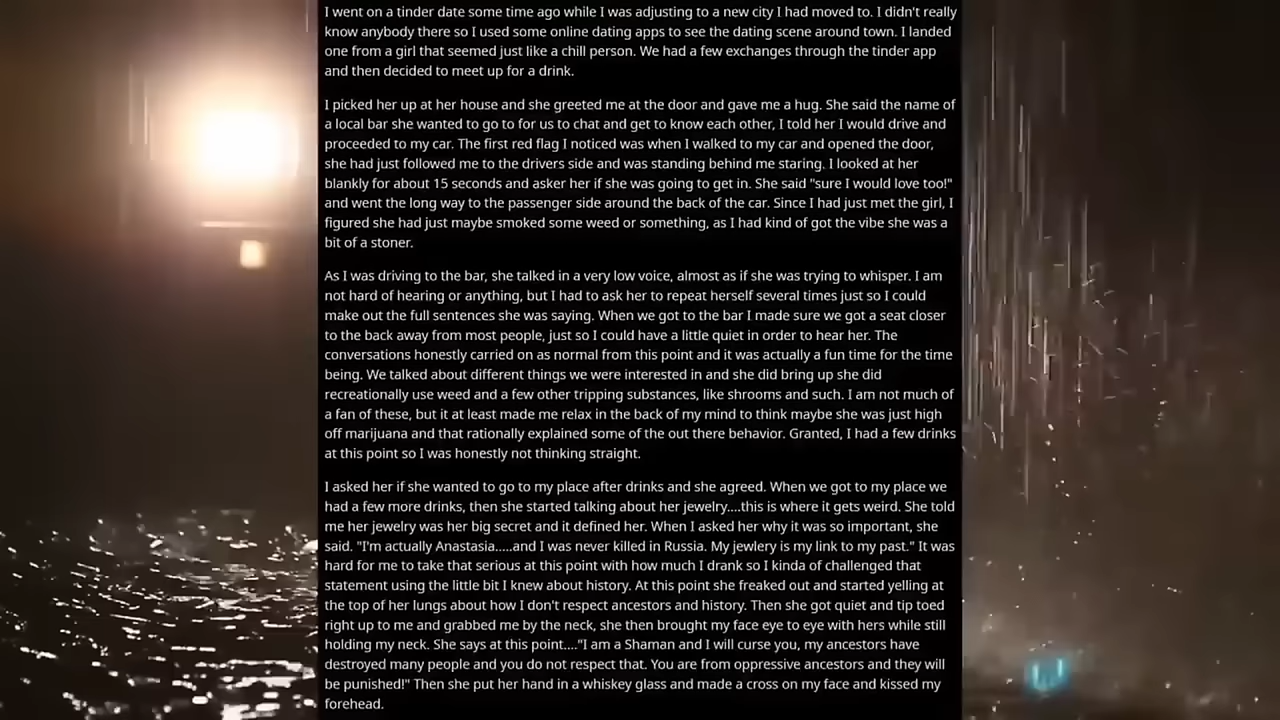 I went on a tinder date some time ago while I was adjusting to a new city I had moved to. I didn't really
know anybody there so I used some online dating apps to see the dating scene around town. I landed
one from a girl that seemed just like a chill person. We had a few exchanges through the tinder app
and then decided to meet up for a drink.
I picked her up at her house and she greeted me at the door and gave me a hug. She said the name of
a local bar she wanted to go to for us to chat and get to know each other, I told her I would drive and
proceeded to my car. The first red flag I noticed was when I walked to my car and opened the door,
she had just followed me to the drivers side and was standing behind me staring. I looked at her
blankly for about 15 seconds and asker her if she was going to get in. She said "sure I would love too!"
and went the long way to the passenger side around the back of the car. Since I had just met the girl, I
figured she had just maybe smoked some weed or something, as I had kind of got the vibe she was a
bit of a stoner.
As I was driving to the bar, she talked in a very low voice, almost as if she was trying to whisper. I am
not hard of hearing or anything, but I had to ask her to repeat herself several times just so I could
make out the full sentences she was saying. When we got to the bar I made sure we got a seat closer
to the back away from most people, just so I could have a little quiet in order to hear her. The
conversations honestly carried on as normal from this point and it was actually a fun time for the time
being. We talked about different things we were interested in and she did bring up she did
recreationally use weed and a few other tripping substances, like shrooms and such. I am not much of
a fan of these, but it at least made me relax in the back of my mind to think maybe she was just high
off marijuana and that rationally explained some of the out there behavior. Granted, I had a few drinks
at this point so I was honestly not thinking straight.
I asked her if she wanted to go to my place after drinks and she agreed. When we got to my place we
had a few more drinks, then she started talking about her jewelry....this is where it gets weird. She told
me her jewelry was her big secret and it defined her. When I asked her why it was so important, she
said. "I'm actually Anastasia.....and I was never killed in Russia. My jewlery is my link to my past." It was
hard for me to take that serious at this point with how much I drank so I kinda of challenged that
statement using the little bit I knew about history. At this point she freaked out and started yelling at
the top of her lungs about how I don't respect ancestors and history. Then she got quiet and tip toed
right up to me and grabbed me by the neck, she then brought my face eye to eye with hers while still
holding my neck. She says at this point...."I am a Shaman and I will curse you, my ancestors have
destroyed many people and you do not respect that. You are from oppressive ancestors and they will
be punished!" Then she put her hand in a whiskey glass and made a cross on my face and kissed my
forehead.